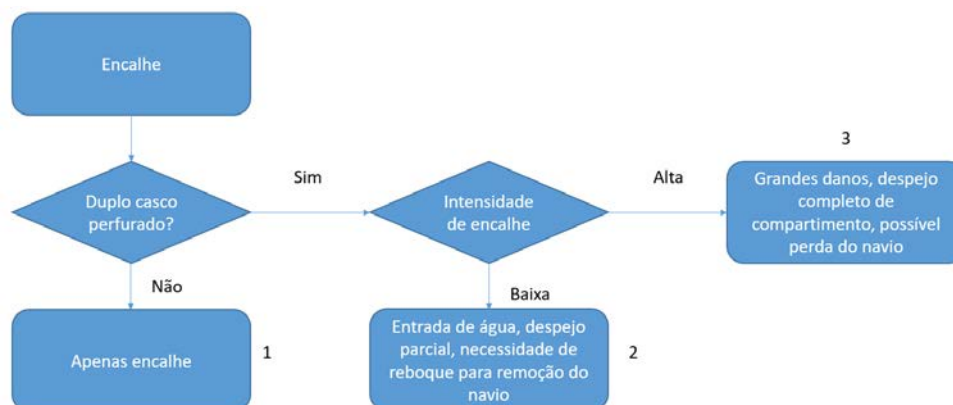 Encalhe
3
Duplo casco
perfurado?
Sim
Intensidade
de encalhe
Alta
Grandes danos, despejo
completo de
compartimento, possível
perda do navio
Não
Baixa
Apenas encalhe
1
Entrada de água, despejo
parcial, necessidade de
reboque para remoção do
navio
2